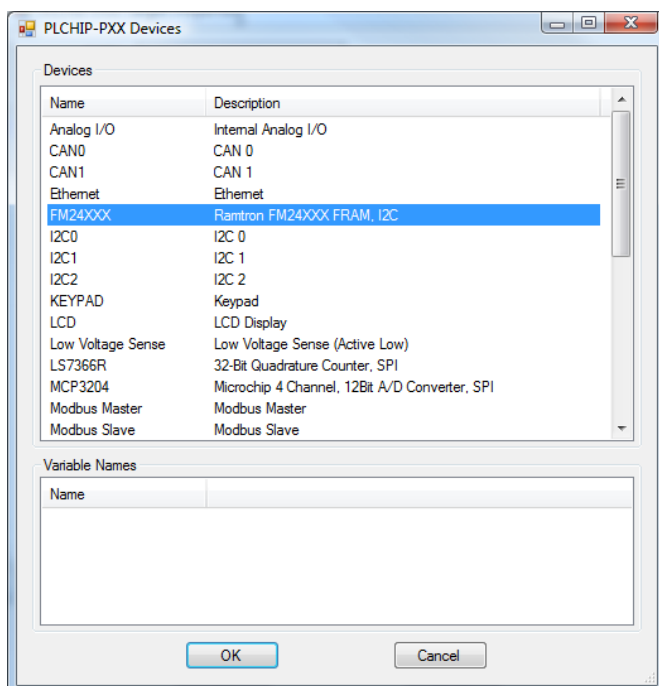 PLCHIP-PXX Devices
Devices
Name Description
Analog I/O Internal Analog I/O
CAN0 CAN 0
CAN1 CAN 1
Ethernet Ethernet
FM24XXX Ramtron FM24XXX FRAM, I2C
I2C0 I2C 0
I2C1 I2C 1
I2C2 I2C 2
KEYPAD Keypad
LCD LCD Display
Low Voltage Sense Low Voltage Sense (Active Low)
LS7366R 32-Bit Quadrature Counter, SPI
MCP3204 Microchip 4 Channel, 12Bit A/D Converter, SPI
Modbus Master Modbus Master
Modbus Slave Modbus Slave
Variable Names
Name
OK Cancel